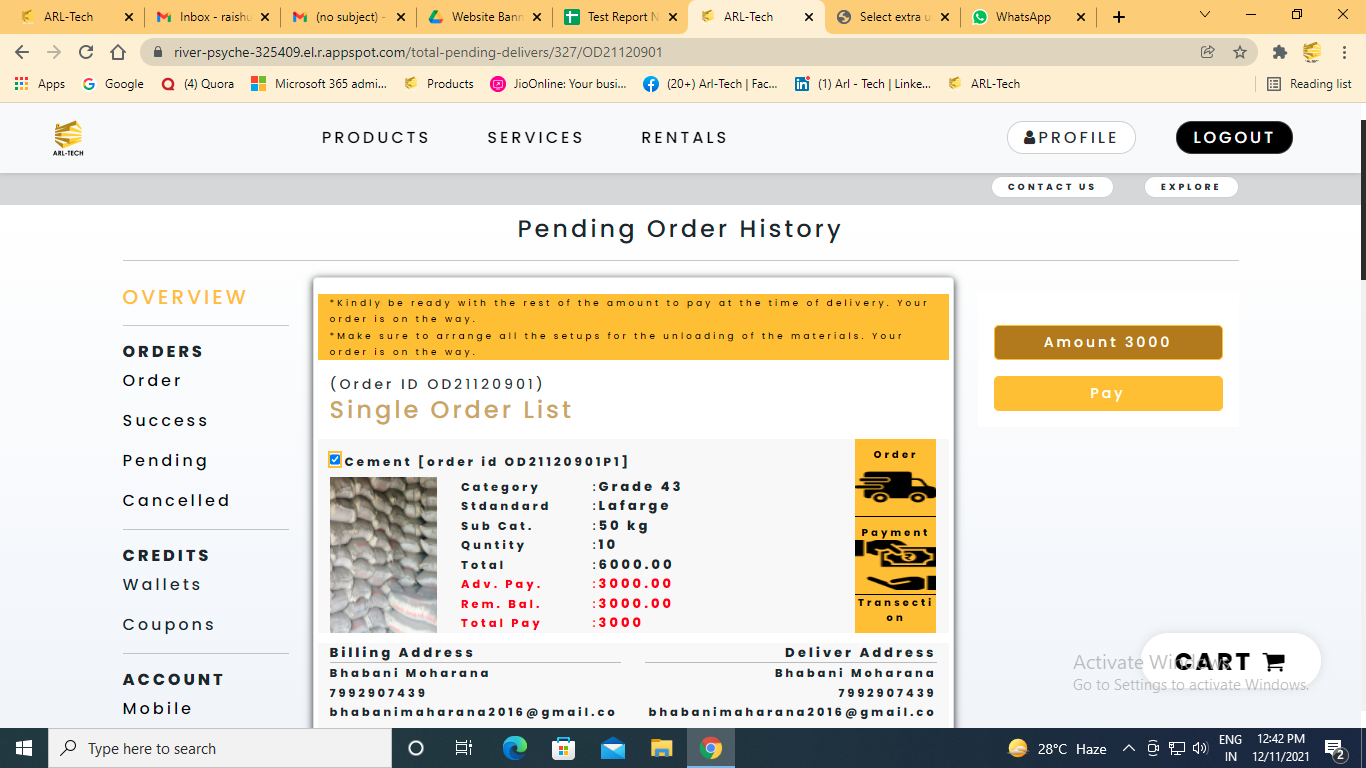 ARL-Tech
Inbox - raishu
(no subject) -
Website Bann
Test Report N
ARL-Tech
Select extra u
WhatsApp
river-psyche-325409.el.r.appspot.com/total-pending-delivers/327/OD21120901
Apps
Google
(4) Quora
Microsoft 365 admi...
Products
JioOnline: Your busi...
(20+) Arl-Tech | Fac...
(1) Arl - Tech | Linke...
ARL-Tech
Reading list
ARL-TECH
PRODUCTS
SERVICES
RENTALS
PROFILE
LOGOUT
CONTACT US
EXPLORE
Pending Order History
OVERVIEW
ORDERS
Order
Success
Pending
Cancelled
CREDITS
Wallets
Coupons
ACCOUNT
Mobile
*Kindly be ready with the rest of the amount to pay at the time of delivery. Your
order is on the way.
*Make sure to arrange all the setups for the unloading of the materials. Your
order is on the way.
(Order ID OD21120901)
Single Order List
Cement [order id OD21120901P1]
Category :Grade 43
Stdandard :Lafarge
Sub Cat. :50 kg
Quntity :10
Total :6000.00
Adv. Pay. :3000.00
Rem. Bal. :3000.00
Total Pay :3000
Order
Payment
Transecti
on
Billing Address
Bhabani Moharana
7992907439
bhabanimaharana2016@gmail.co
Deliver Address
Bhabani Moharana
7992907439
bhabanimaharana2016@gmail.co
Amount 3000
Pay
CART
Activate Windows
Go to Settings to activate Windows.
Type here to search
28°C Haze
ENG
IN
12:42 PM
12/11/2021
2